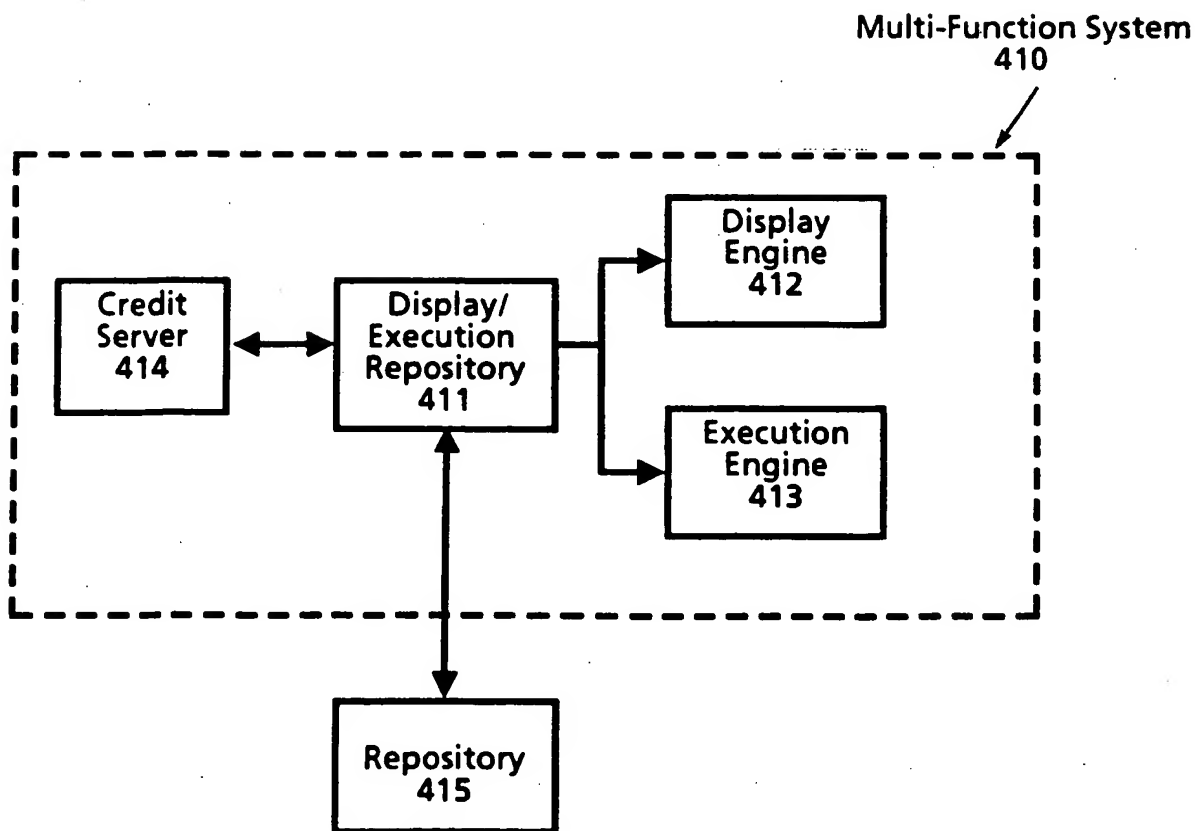 Multi-Function System
410
Display
Engine
412
Credit
Server
414
Display/
Execution
Repository
411
Execution
Engine
413
Repository
415